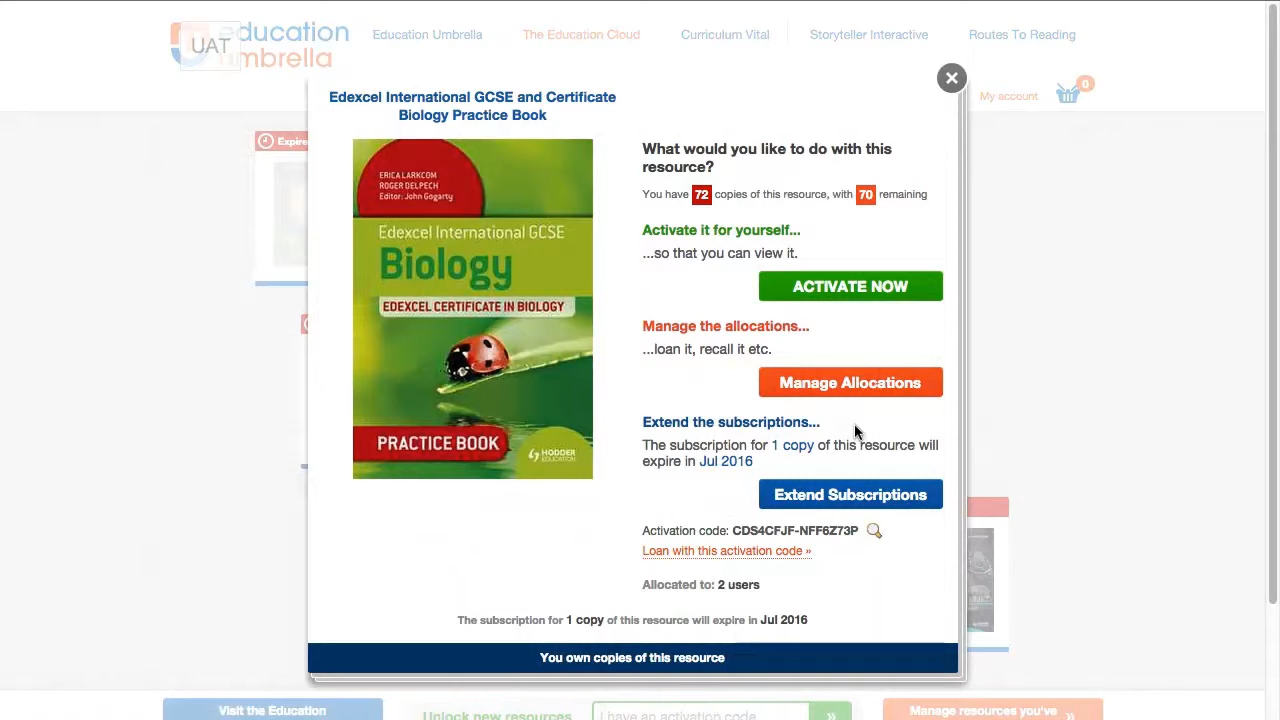 UAT
education
umbrella
Education Umbrella
The Education Cloud
Curriculum Vital
Storyteller Interactive
Routes To Reading
My account
0
Expire
Edexcel International GCSE and Certificate
Biology Practice Book
ERICA LARKCOM
ROGER DELPECH
Editor: John Gogarty
Edexcel International GCSE
Biology
EDEXCEL CERTIFICATE IN BIOLOGY
PRACTICE BOOK
HODDER
EDUCATION
What would you like to do with this
resource?
You have 72 copies of this resource, with 70 remaining
Activate it for yourself...
...so that you can view it.
ACTIVATE NOW
Manage the allocations...
...loan it, recall it etc.
Manage Allocations
Extend the subscriptions...
The subscription for 1 copy of this resource will
expire in Jul 2016
Extend Subscriptions
Activation code: CDS4CFJF-NFF6Z73P
Loan with this activation code »
Allocated to: 2 users
The subscription for 1 copy of this resource will expire in Jul 2016
You own copies of this resource
Visit the Education
Unlock new resources
I have an activation code
»
Manage resources you've
»